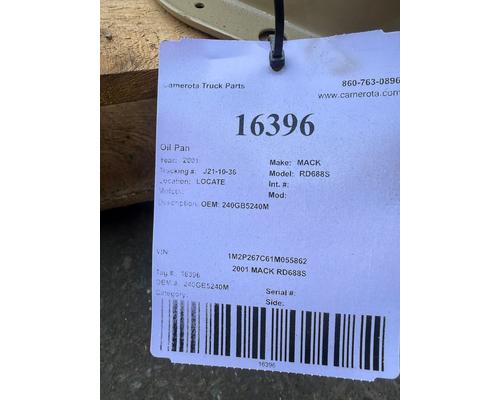 Camerota Truck Parts 860-763-0896
www.camerota.com
16396
Oil Pan
Year: 2001 Make: MACK
Tracking #: J21-10-36 Model: RD688S
Location: LOCATE Int. #:
Mod:
Description: OEM: 240GB5240M
VIN: 1M2P267C61M055862
2001 MACK RD688S
Tag #: 16396
OEM #: 240GB5240M Serial #:
Category: Side:
16396